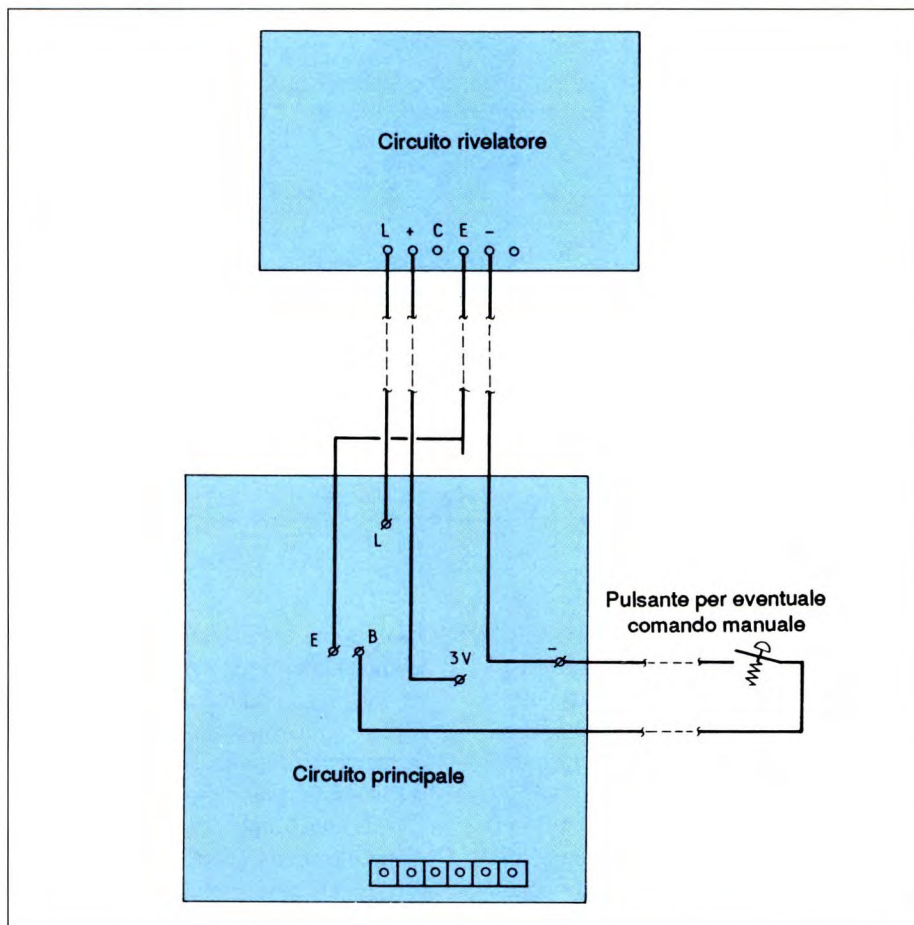 Circuito rivelatore
L + C E -
L
E B
3V -
Pulsante per eventuale
comando manuale
Circuito principale